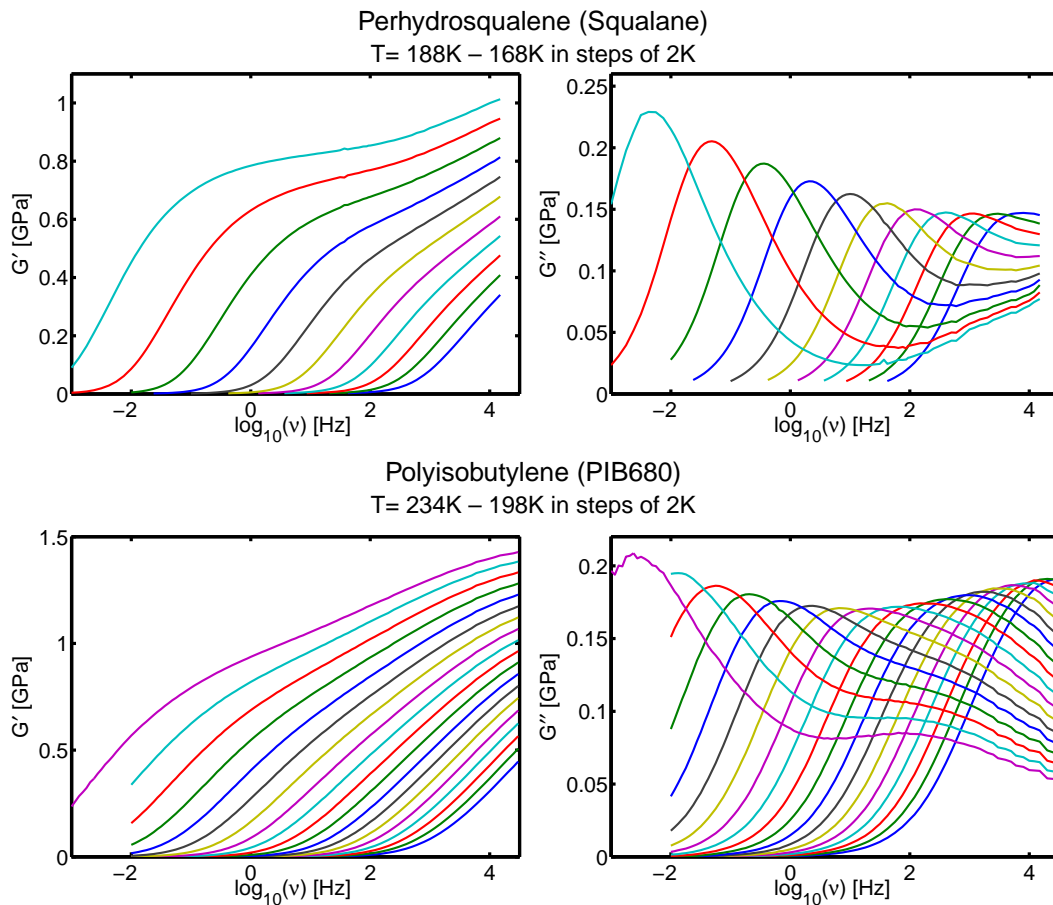 Perhydrosqualene (Squalane)
T= 188K – 168K in steps of 2K
G′ [GPa]
1
0.8
0.6
0.4
0.2
0
−2 0 2 4
log10(ν) [Hz]
G′′ [GPa]
0.25
0.2
0.15
0.1
0.05
0
−2 0 2 4
log10(ν) [Hz]
Polyisobutylene (PIB680)
T= 234K – 198K in steps of 2K
G′ [GPa]
1.5
1
0.5
0
−2 0 2 4
log10(ν) [Hz]
G′′ [GPa]
0.2
0.15
0.1
0.05
0
−2 0 2 4
log10(ν) [Hz]